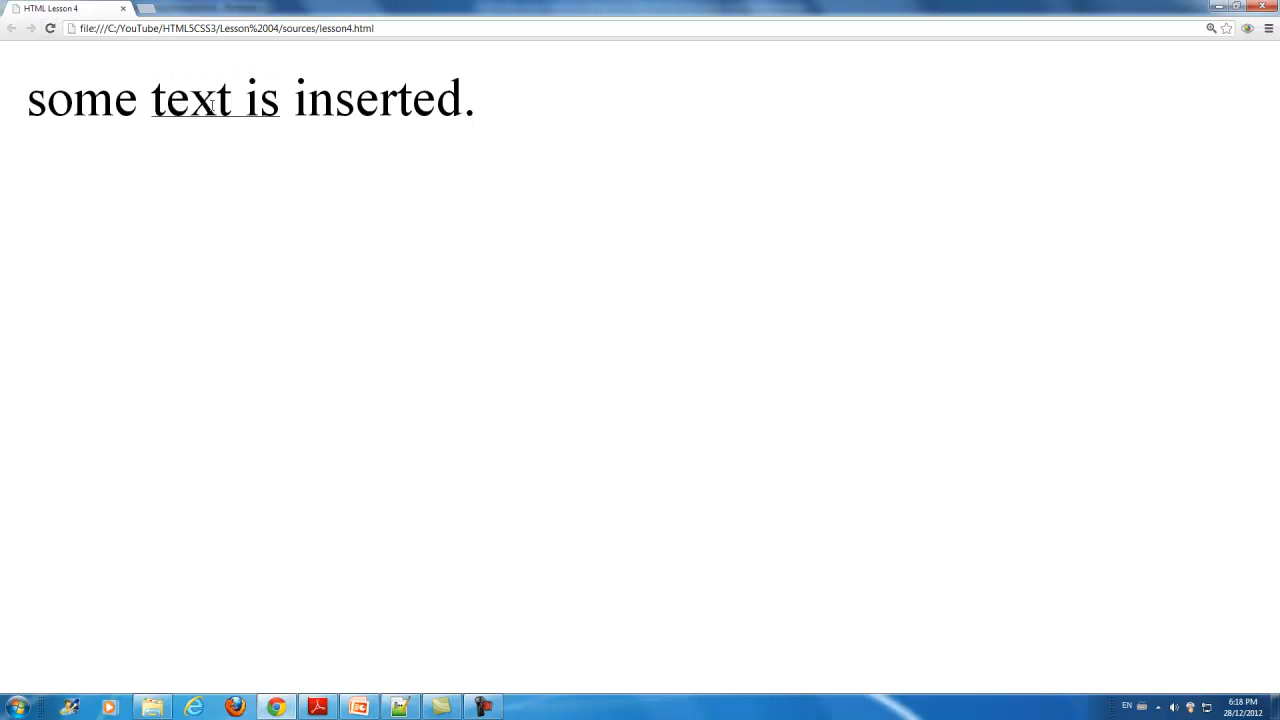 HTML Lesson 4
file:///C:/YouTube/HTML5CSS3/Lesson%2004/sources/lesson4.html
some text is inserted.
EN
6:18 PM
28/12/2012